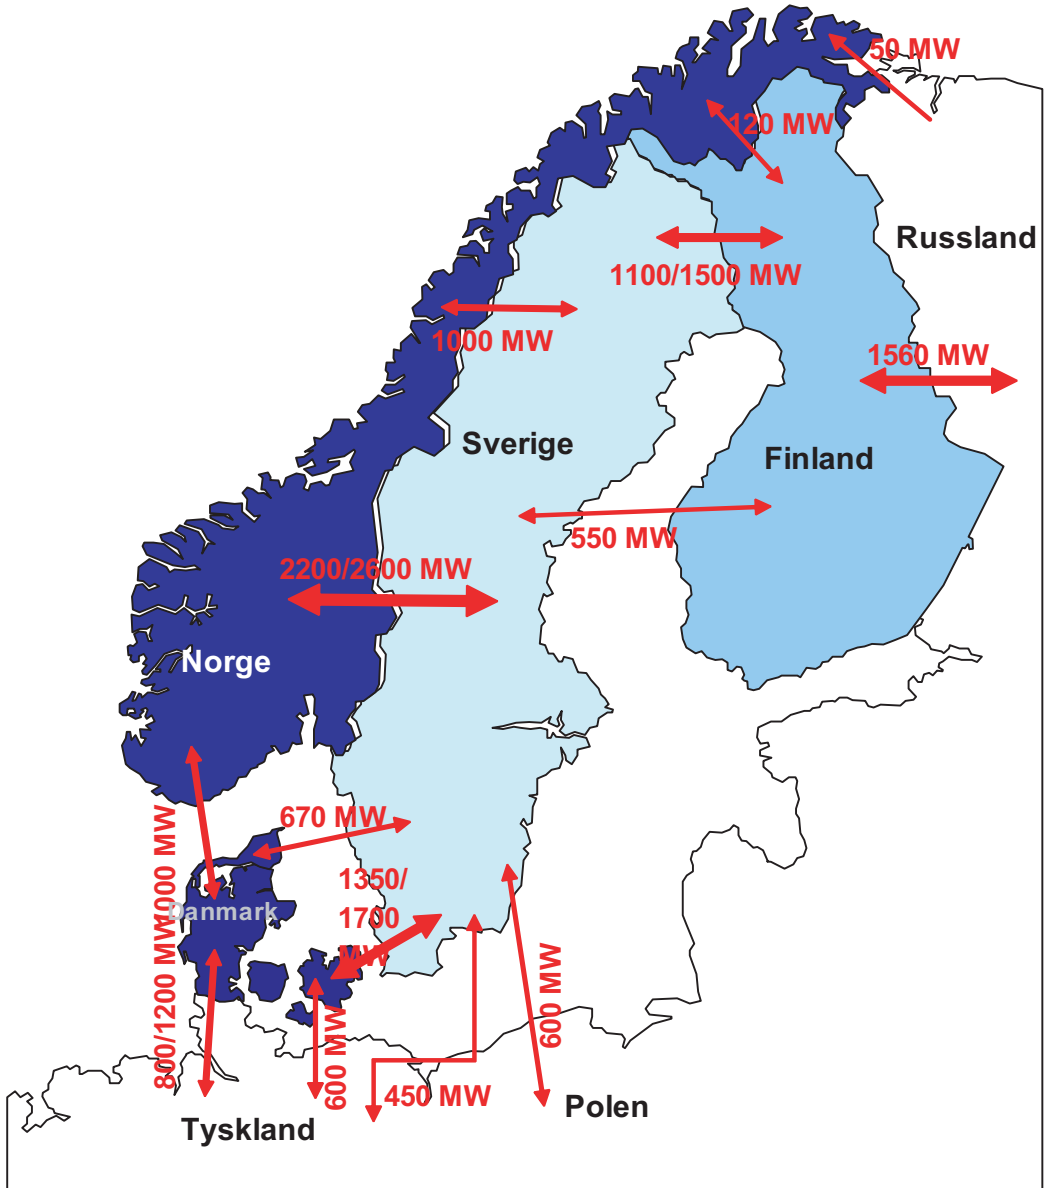 50 MW
120 MW
Russland
1100/1500 MW
1000 MW
1560 MW
Sverige
Finland
550 MW
2200/2600 MW
Norge
670 MW
1000 MW
1350/
1700
MW
Danmark
800/1200 MW
600 MW
600 MW
450 MW
Polen
Tyskland